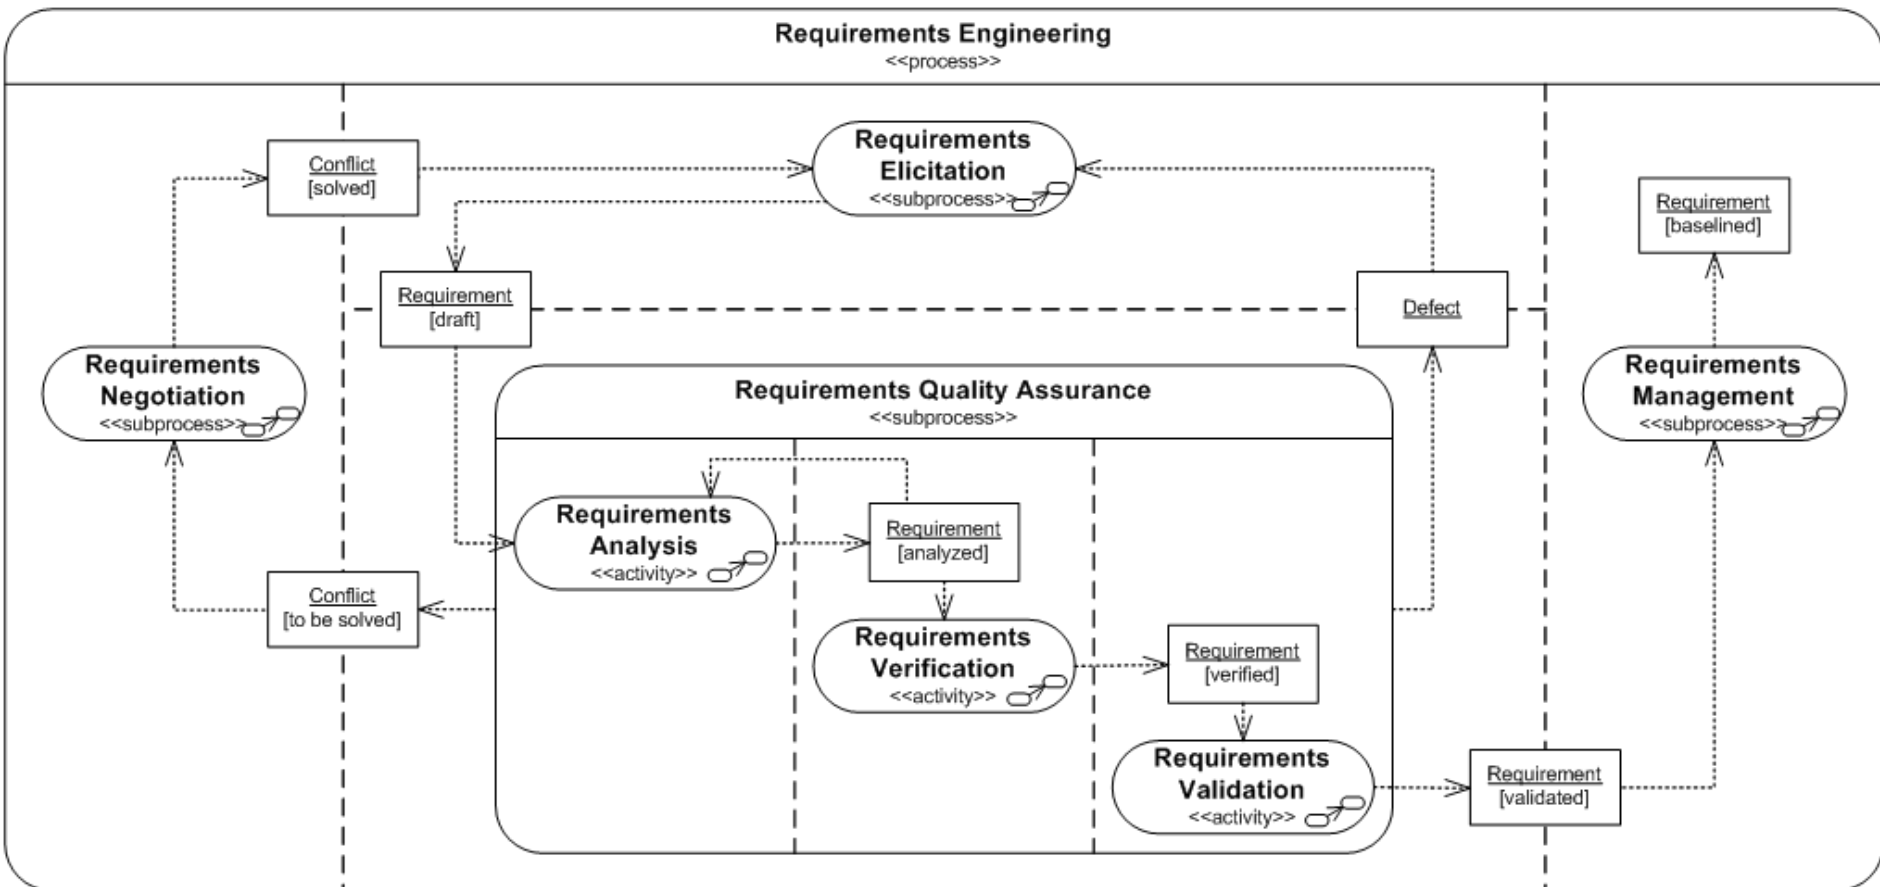 Requirements Engineering
<<process>>
Conflict
[solved]
Requirements
Elicitation
<<subprocess>>
Requirement
[baselined]
Requirement
[draft]
Defect
Requirements
Negotiation
<<subprocess>>
Requirements Quality Assurance
<<subprocess>>
Requirements
Management
<<subprocess>>
Requirements
Analysis
<<activity>>
Requirement
[analyzed]
Conflict
[to be solved]
Requirements
Verification
<<activity>>
Requirement
[verified]
Requirements
Validation
<<activity>>
Requirement
[validated]